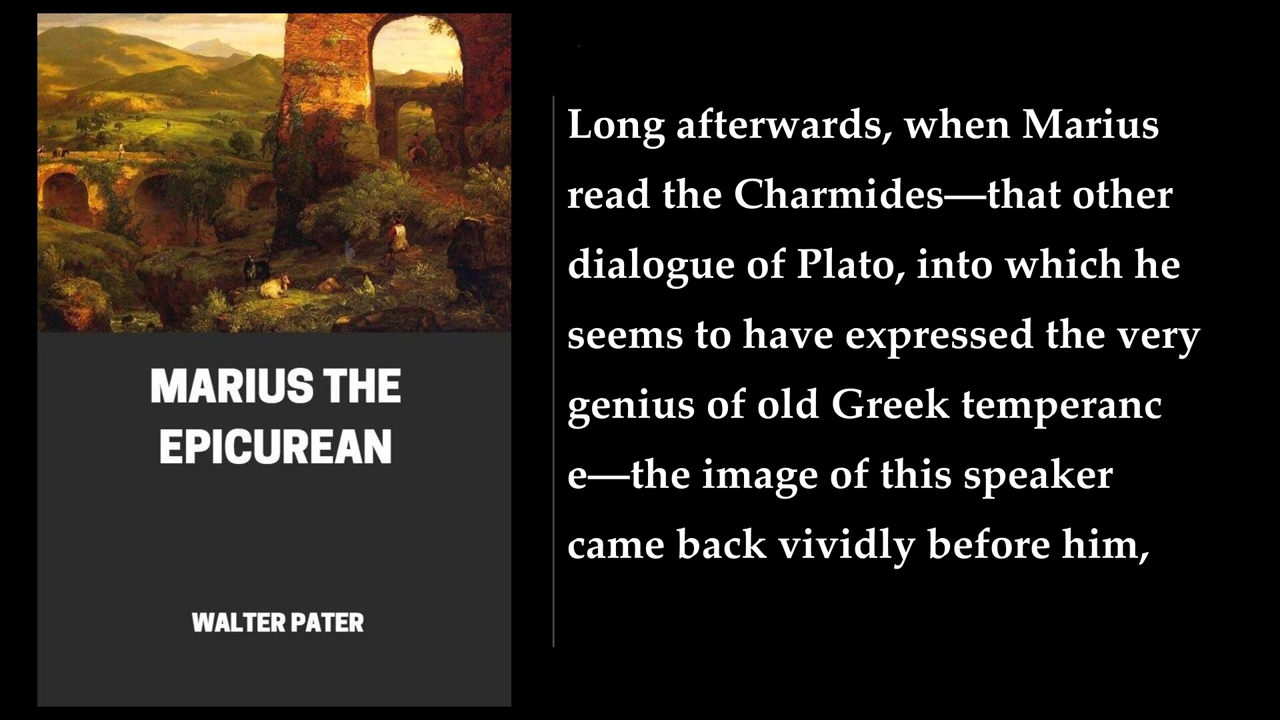 MARIUS THE
EPICUREAN
WALTER PATER
Long afterwards, when Marius
read the Charmides—that other
dialogue of Plato, into which he
seems to have expressed the very
genius of old Greek temperanc
e—the image of this speaker
came back vividly before him,